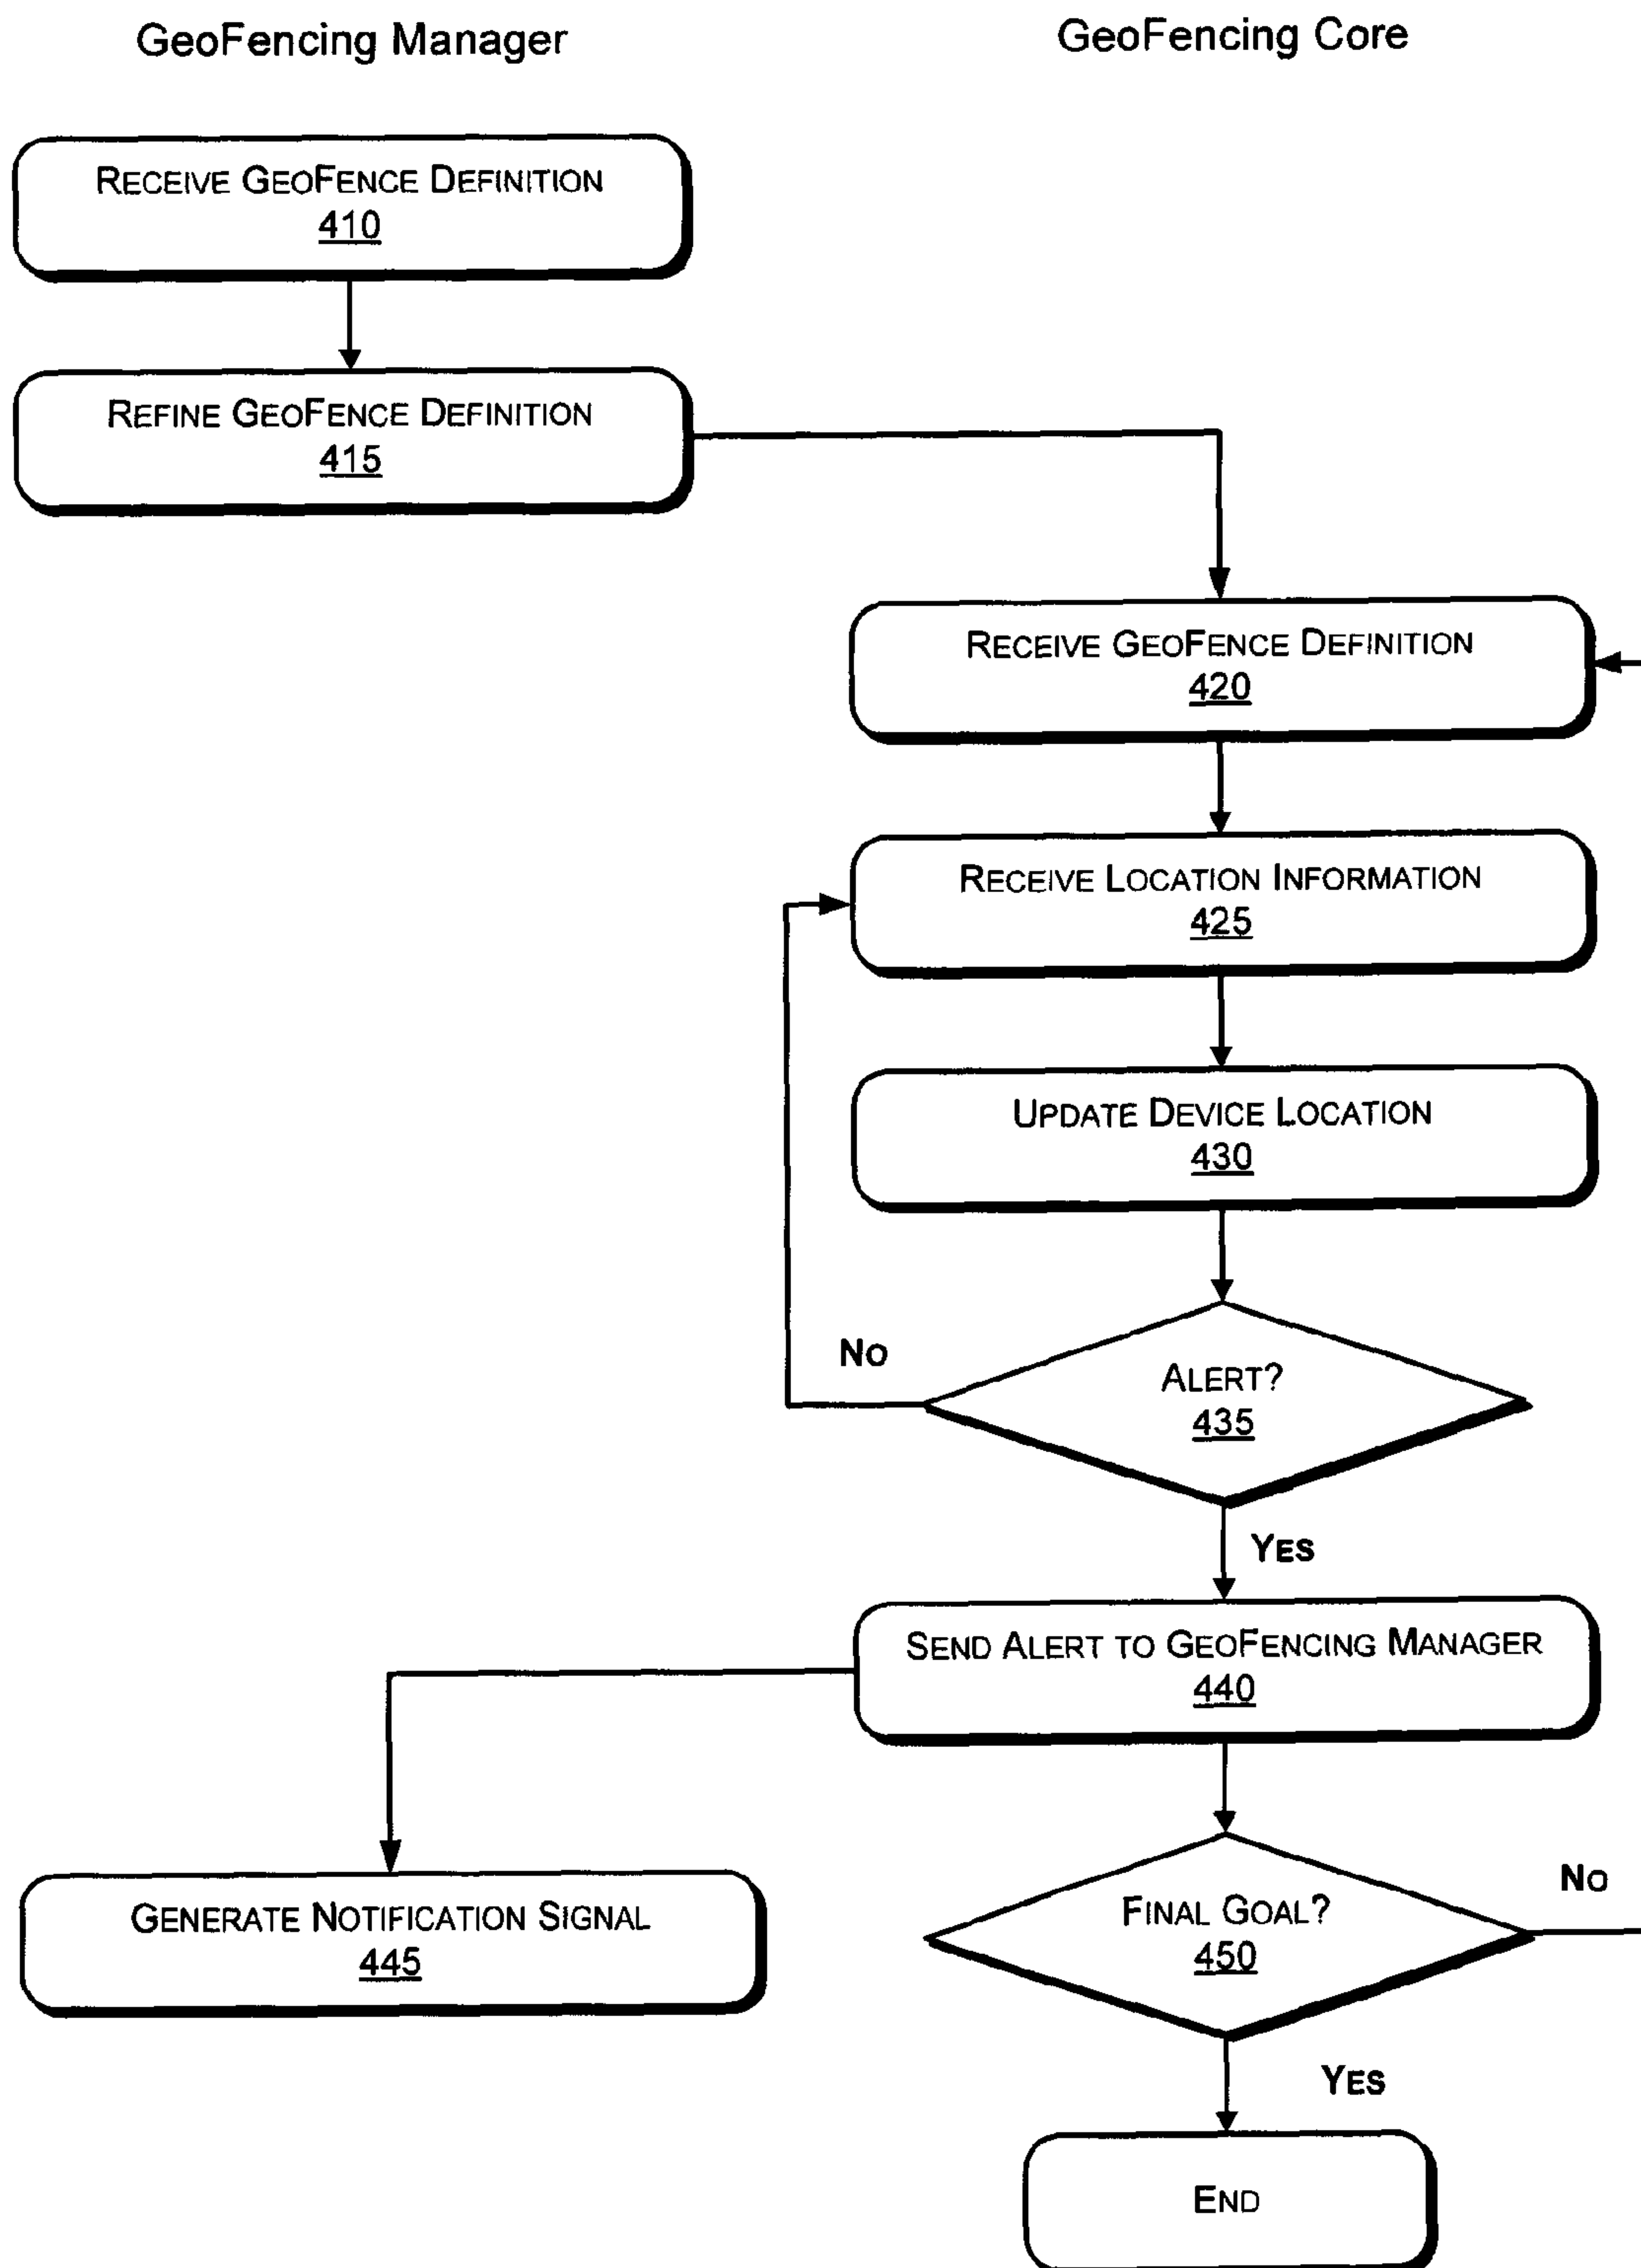 GeoFencing Manager
GeoFencing Core
RECEIVE GEOFENCE DEFINITION
410
REFINE GEOFENCE DEFINITION
415
RECEIVE GEOFENCE DEFINITION
420
RECEIVE LOCATION INFORMATION
425
UPDATE DEVICE LOCATION
430
NO
ALERT?
435
YES
SEND ALERT TO GEOFENCING MANAGER
440
GENERATE NOTIFICATION SIGNAL
445
FINAL GOAL?
450
NO
YES
END